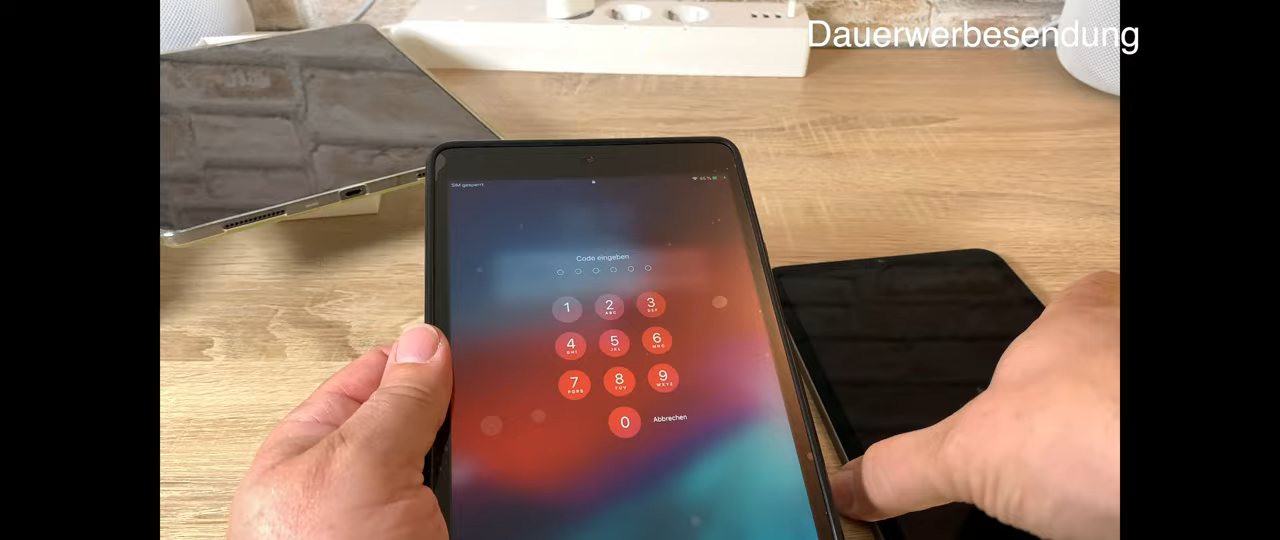 Dauerwerbesendung
SIM gesperrt
45 %
Code eingeben
1
2
ABC
3
DEF
4
GHI
5
JKL
6
MNO
7
PQRS
8
TUV
9
WXYZ
0
Abbrechen